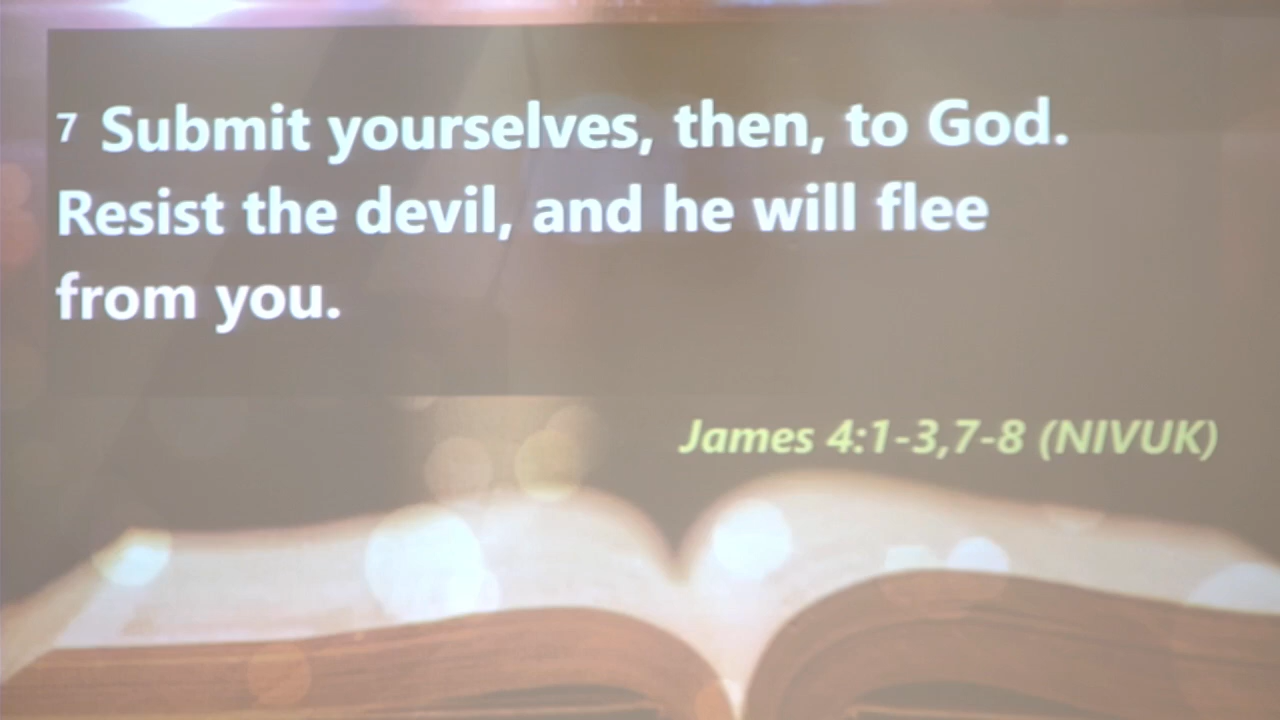 7 Submit yourselves, then, to God.
Resist the devil, and he will flee
from you.
James 4:1-3,7-8 (NIVUK)